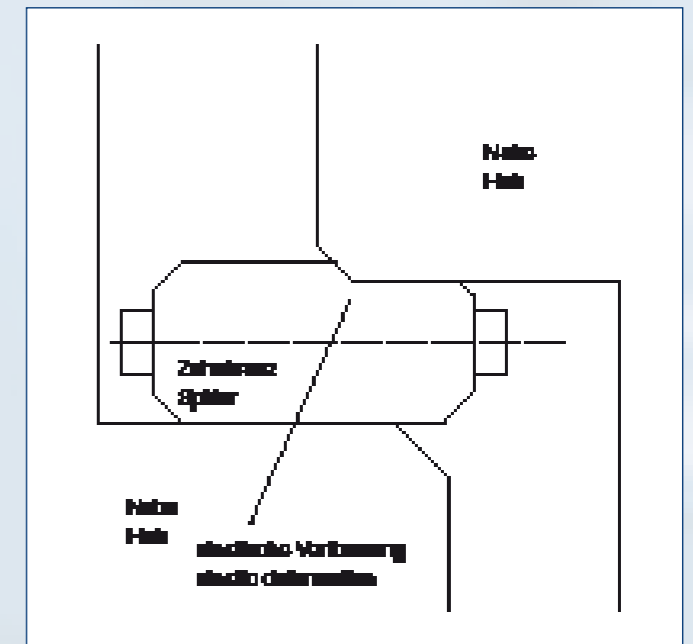 Nabe
Hub
Zahnkranz
Spider
Nabe
Hub
elastische Verformung
elastic deformation